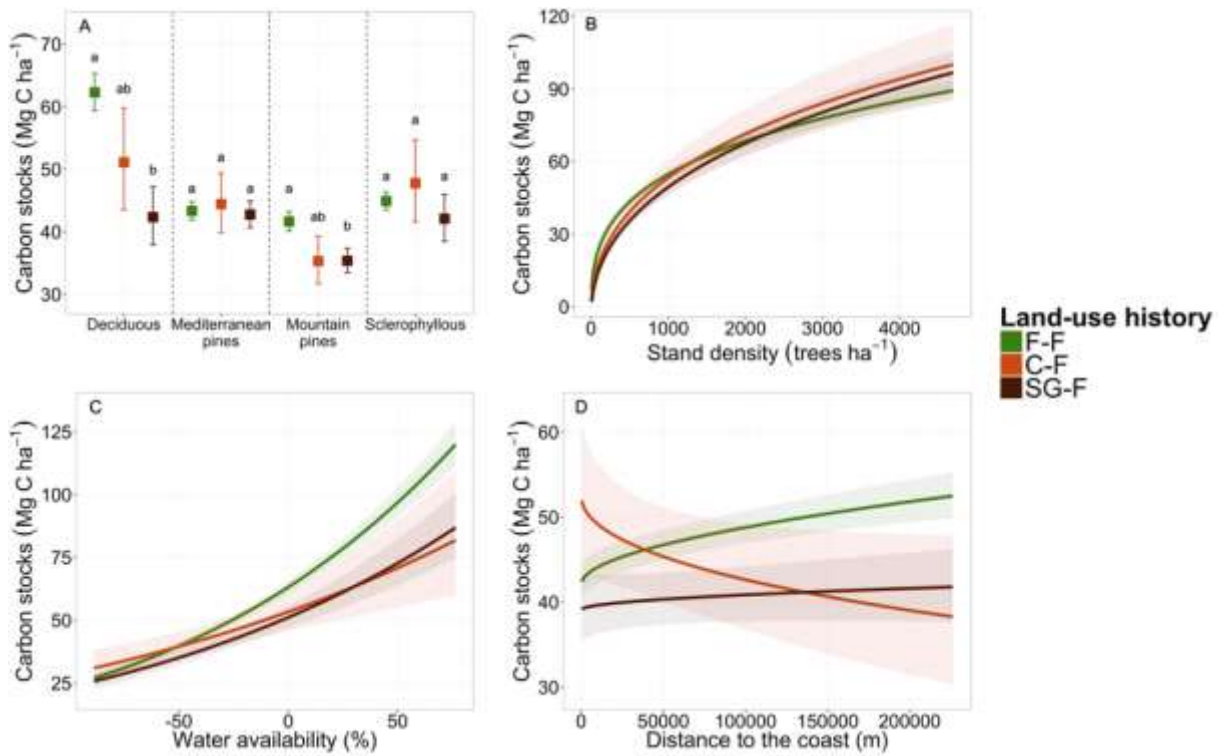 A
Carbon stocks (Mg C ha⁻¹)
70
60
50
40
30
a
ab
b
a
a
a
a
ab
b
a
a
a
Deciduous
Mediterranean
pines
Mountain
pines
Sclerophyllous
B
Carbon stocks (Mg C ha⁻¹)
120
90
60
30
0
0 1000 2000 3000 4000
Stand density (trees ha⁻¹)
Land-use history
F-F
C-F
SG-F
C
Carbon stocks (Mg C ha⁻¹)
125
100
75
50
25
-50 0 50
Water availability (%)
D
Carbon stocks (Mg C ha⁻¹)
60
50
40
30
0 50000 100000 150000 200000
Distance to the coast (m)